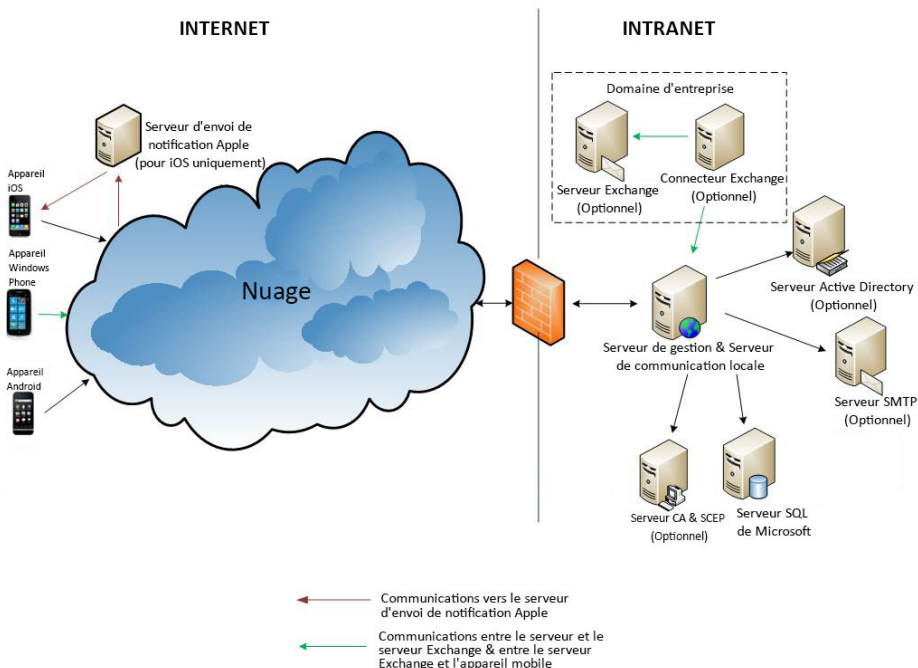 INTERNET
INTRANET
Domaine d'entreprise
Serveur d'envoi de
notification Apple
(pour iOS uniquement)
Appareil
iOS
Serveur Exchange
(Optionnel)
Connecteur Exchange
(Optionnel)
Appareil
Windows
Phone
Nuage
Serveur Active Directory
(Optionnel)
Serveur de gestion & Serveur
de communication locale
Appareil
Android
Serveur SMTP
(Optionnel)
Serveur CA & SCEP
(Optionnel)
Serveur SQL
de Microsoft
Communications vers le serveur
d'envoi de notification Apple
Communications entre le serveur et le
serveur Exchange & entre le serveur
Exchange et l'appareil mobile